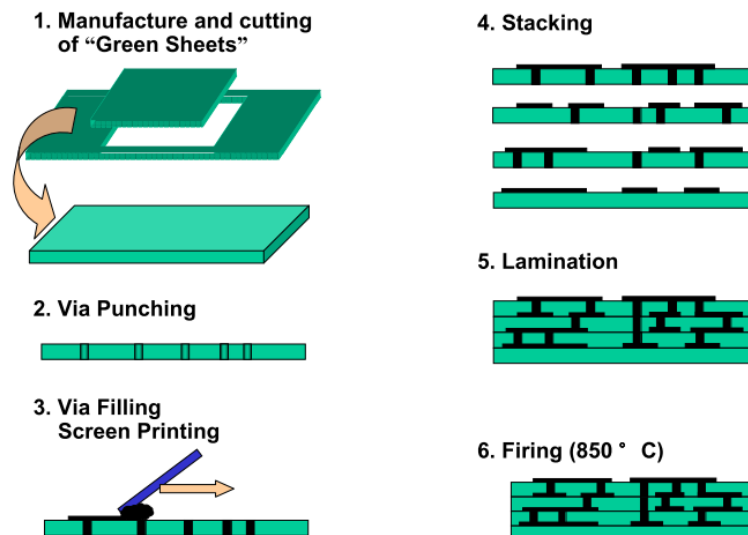 1. Manufacture and cutting
of “Green Sheets”
2. Via Punching
3. Via Filling
Screen Printing
4. Stacking
5. Lamination
6. Firing (850 ° C)